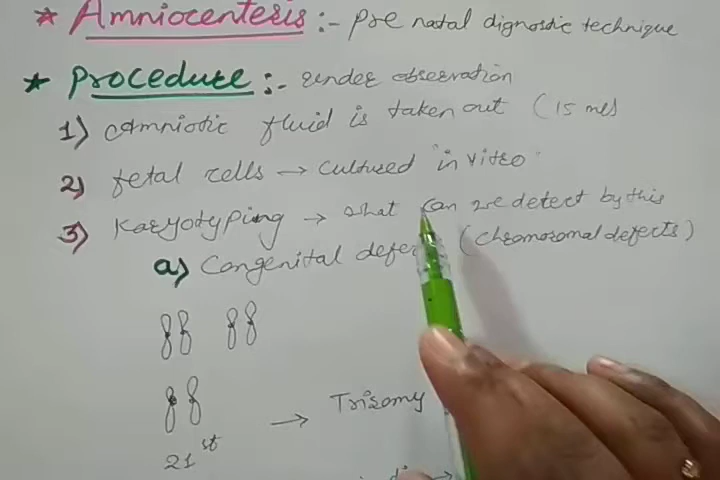 * Amniocentesis :- pre natal dignostic technique
* Procedure :- under observation
1) amniotic fluid is taken out (15 mls
2) fetal cells → cultured "in vitro"
3) Karyotyping → what can we detect by this
a) Congenital defe (chromosomal defects)
→ Trisomy
21st